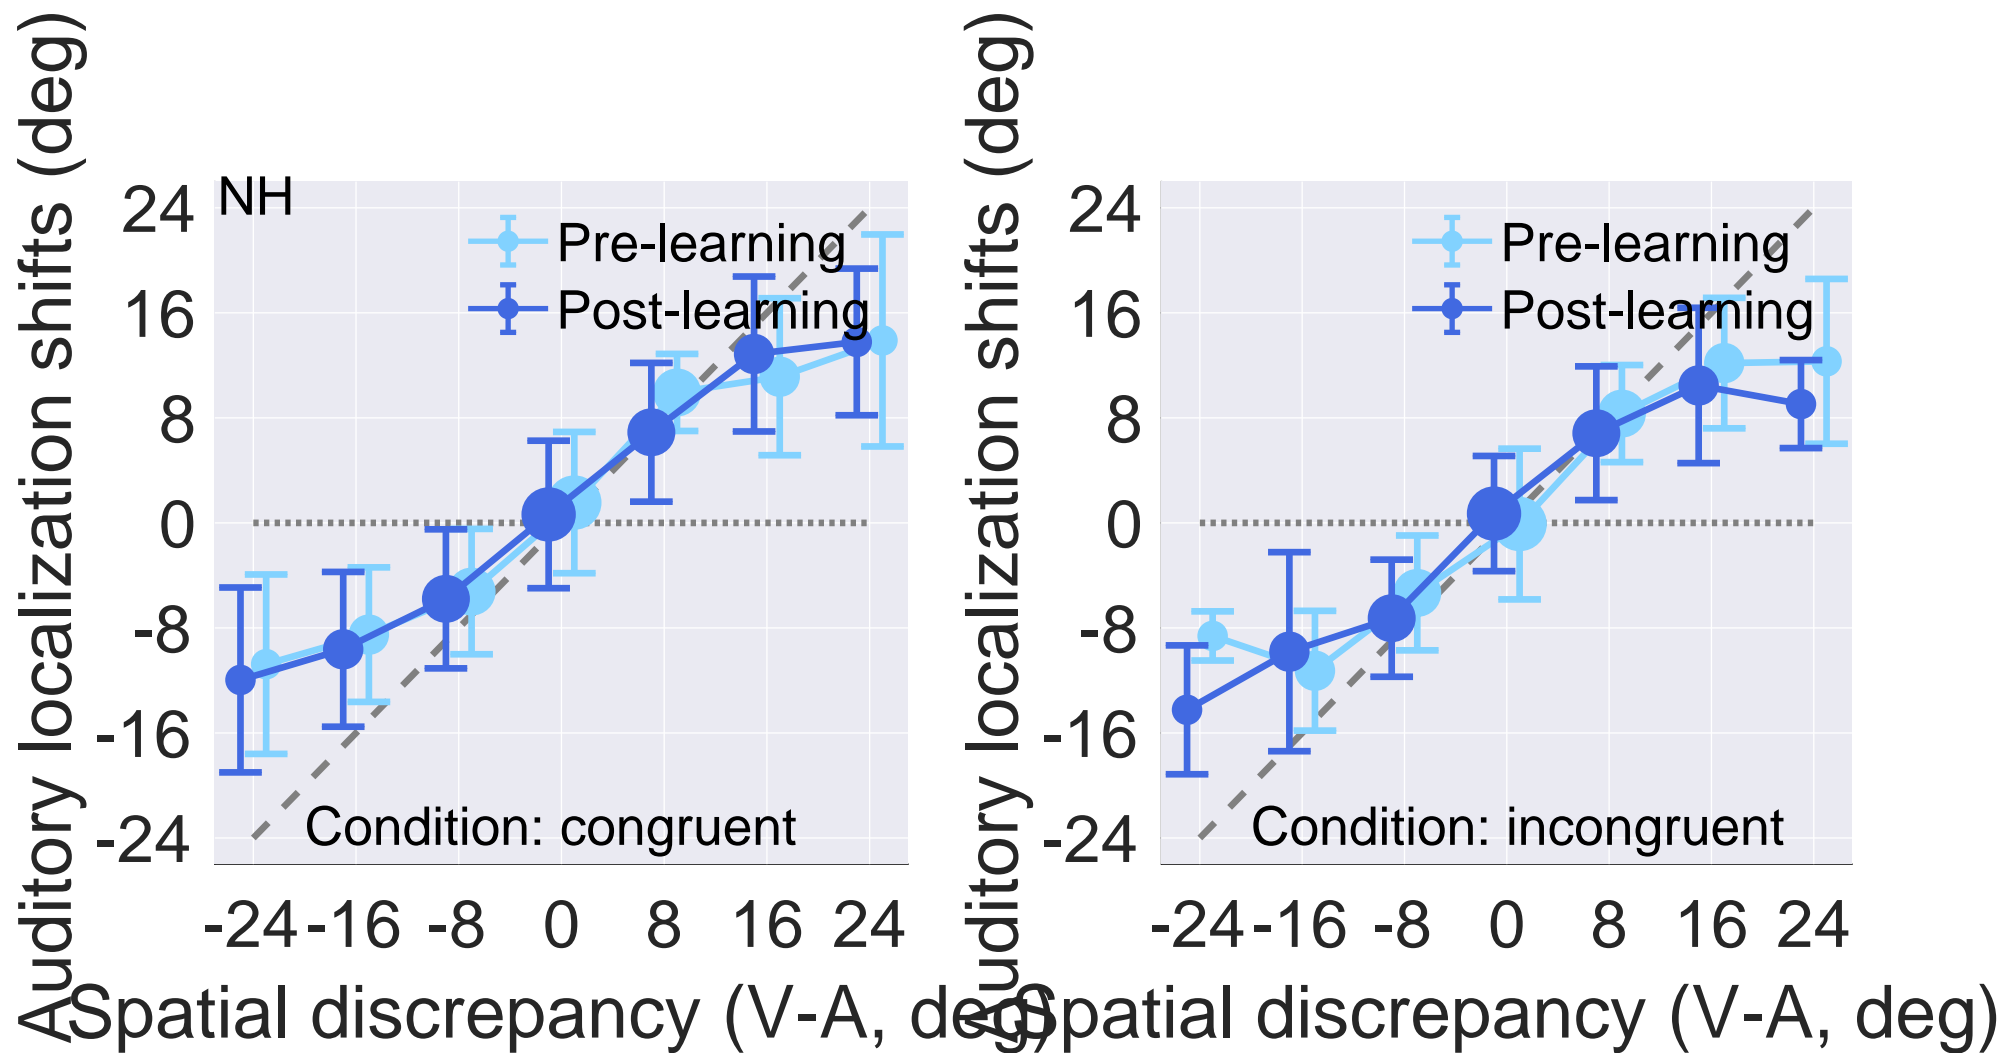 Auditory localization shifts (deg)
NH
24
16
8
0
-8
-16
-24
Pre-learning
Post-learning
Condition: congruent
-24 -16 -8 0 8 16 24
Spatial discrepancy (V-A, deg)
Auditory localization shifts (deg)
24
16
8
0
-8
-16
-24
Pre-learning
Post-learning
Condition: incongruent
-24 -16 -8 0 8 16 24
Spatial discrepancy (V-A, deg)